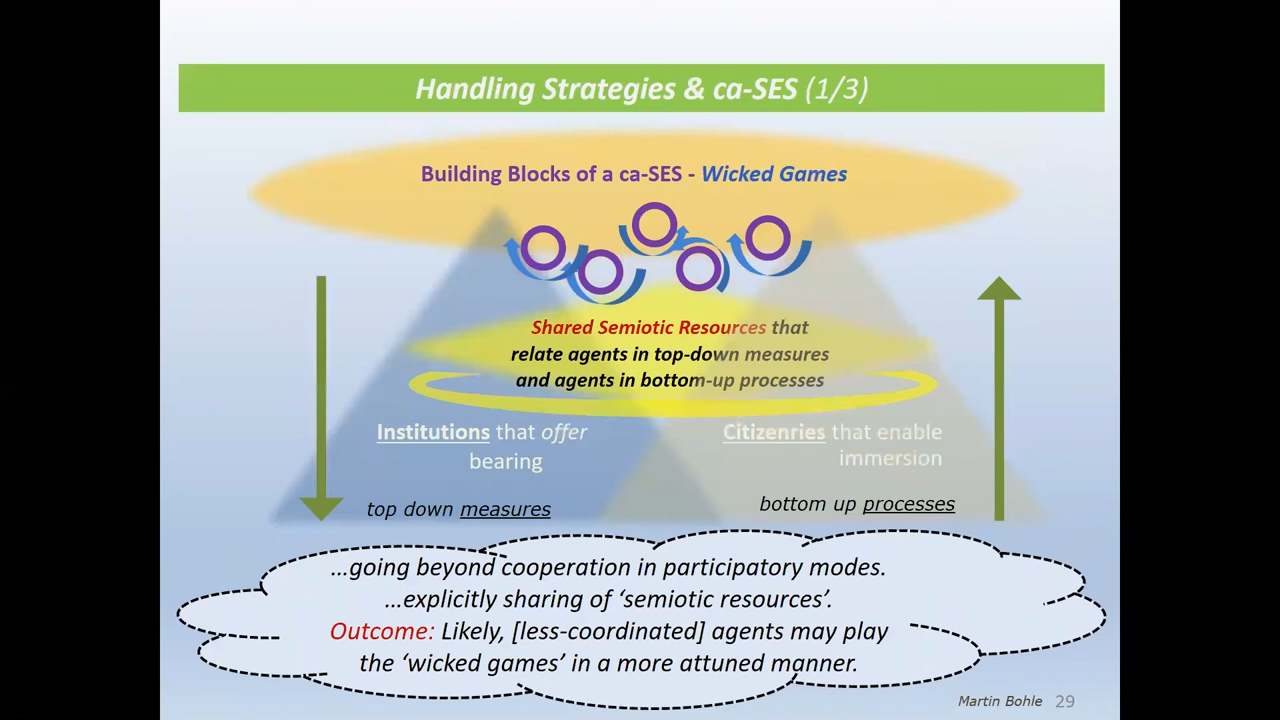 Handling Strategies & ca-SES (1/3)
Building Blocks of a ca-SES - Wicked Games
Shared Semiotic Resources that
relate agents in top-down measures
and agents in bottom-up processes
Institutions that offer
bearing
Citizenries that enable
immersion
top down measures
bottom up processes
...going beyond cooperation in participatory modes.
...explicitly sharing of ‘semiotic resources’.
Outcome: Likely, [less-coordinated] agents may play
the ‘wicked games’ in a more attuned manner.
Martin Bohle 29